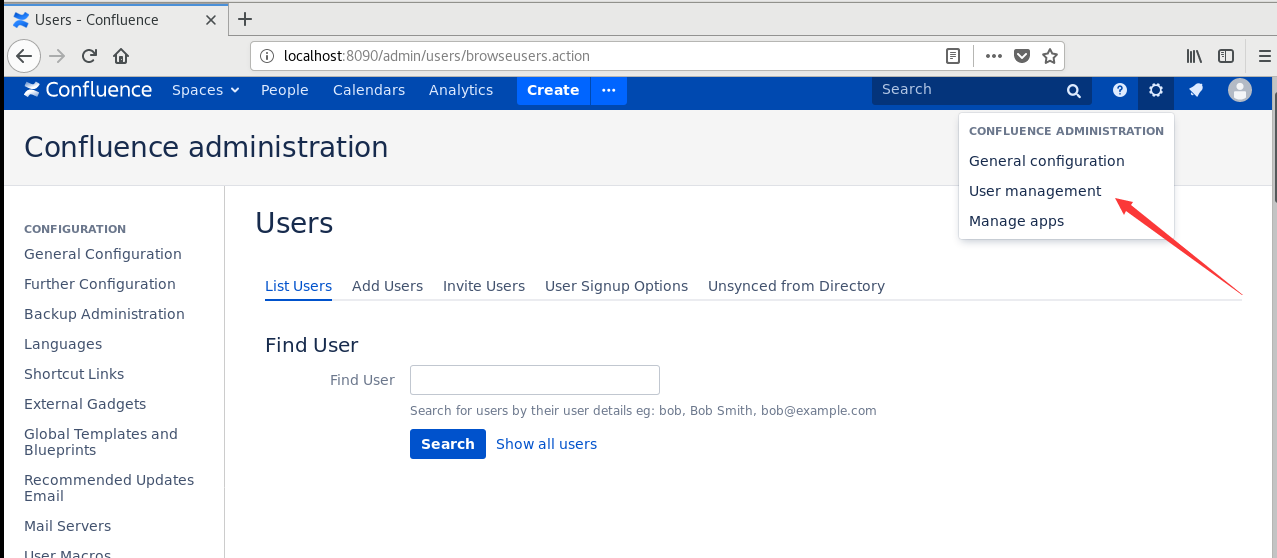 Users - Confluence
localhost:8090/admin/users/browseusers.action
Confluence Spaces People Calendars Analytics Create Search
CONFLUENCE ADMINISTRATION
General configuration
User management
Manage apps
Confluence administration
CONFIGURATION
General Configuration
Further Configuration
Backup Administration
Languages
Shortcut Links
External Gadgets
Global Templates and
Blueprints
Recommended Updates
Email
Mail Servers
User Macros
Users
List Users Add Users Invite Users User Signup Options Unsynced from Directory
Find User
Find User
Search for users by their user details eg: bob, Bob Smith, bob@example.com
Search Show all users